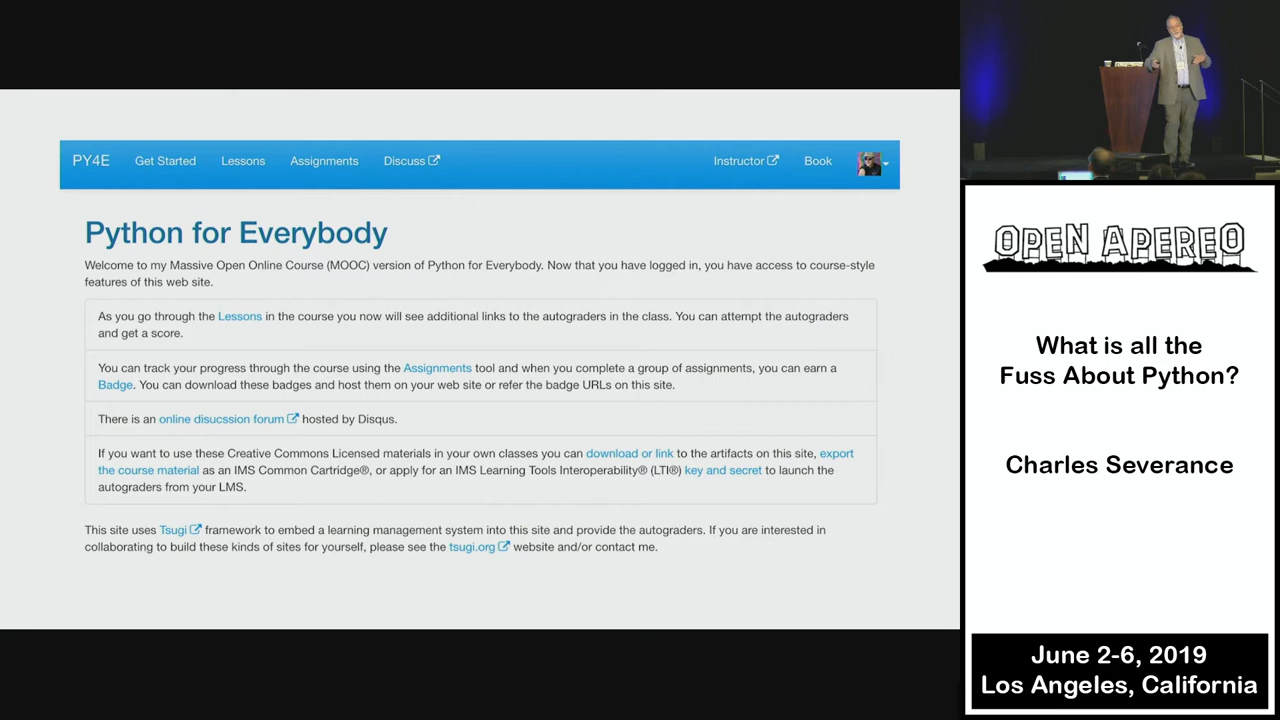 PY4E Get Started Lessons Assignments Discuss Instructor Book
Python for Everybody
Welcome to my Massive Open Online Course (MOOC) version of Python for Everybody. Now that you have logged in, you have access to course-style
features of this web site.
As you go through the Lessons in the course you now will see additional links to the autograders in the class. You can attempt the autograders
and get a score.
You can track your progress through the course using the Assignments tool and when you complete a group of assignments, you can earn a
Badge. You can download these badges and host them on your web site or refer the badge URLs on this site.
There is an online disucssion forum hosted by Disqus.
If you want to use these Creative Commons Licensed materials in your own classes you can download or link to the artifacts on this site, export
the course material as an IMS Common Cartridge®, or apply for an IMS Learning Tools Interoperability® (LTI®) key and secret to launch the
autograders from your LMS.
This site uses Tsugi framework to embed a learning management system into this site and provide the autograders. If you are interested in
collaborating to build these kinds of sites for yourself, please see the tsugi.org website and/or contact me.
OPEN APEREO
What is all the
Fuss About Python?
Charles Severance
June 2-6, 2019
Los Angeles, California